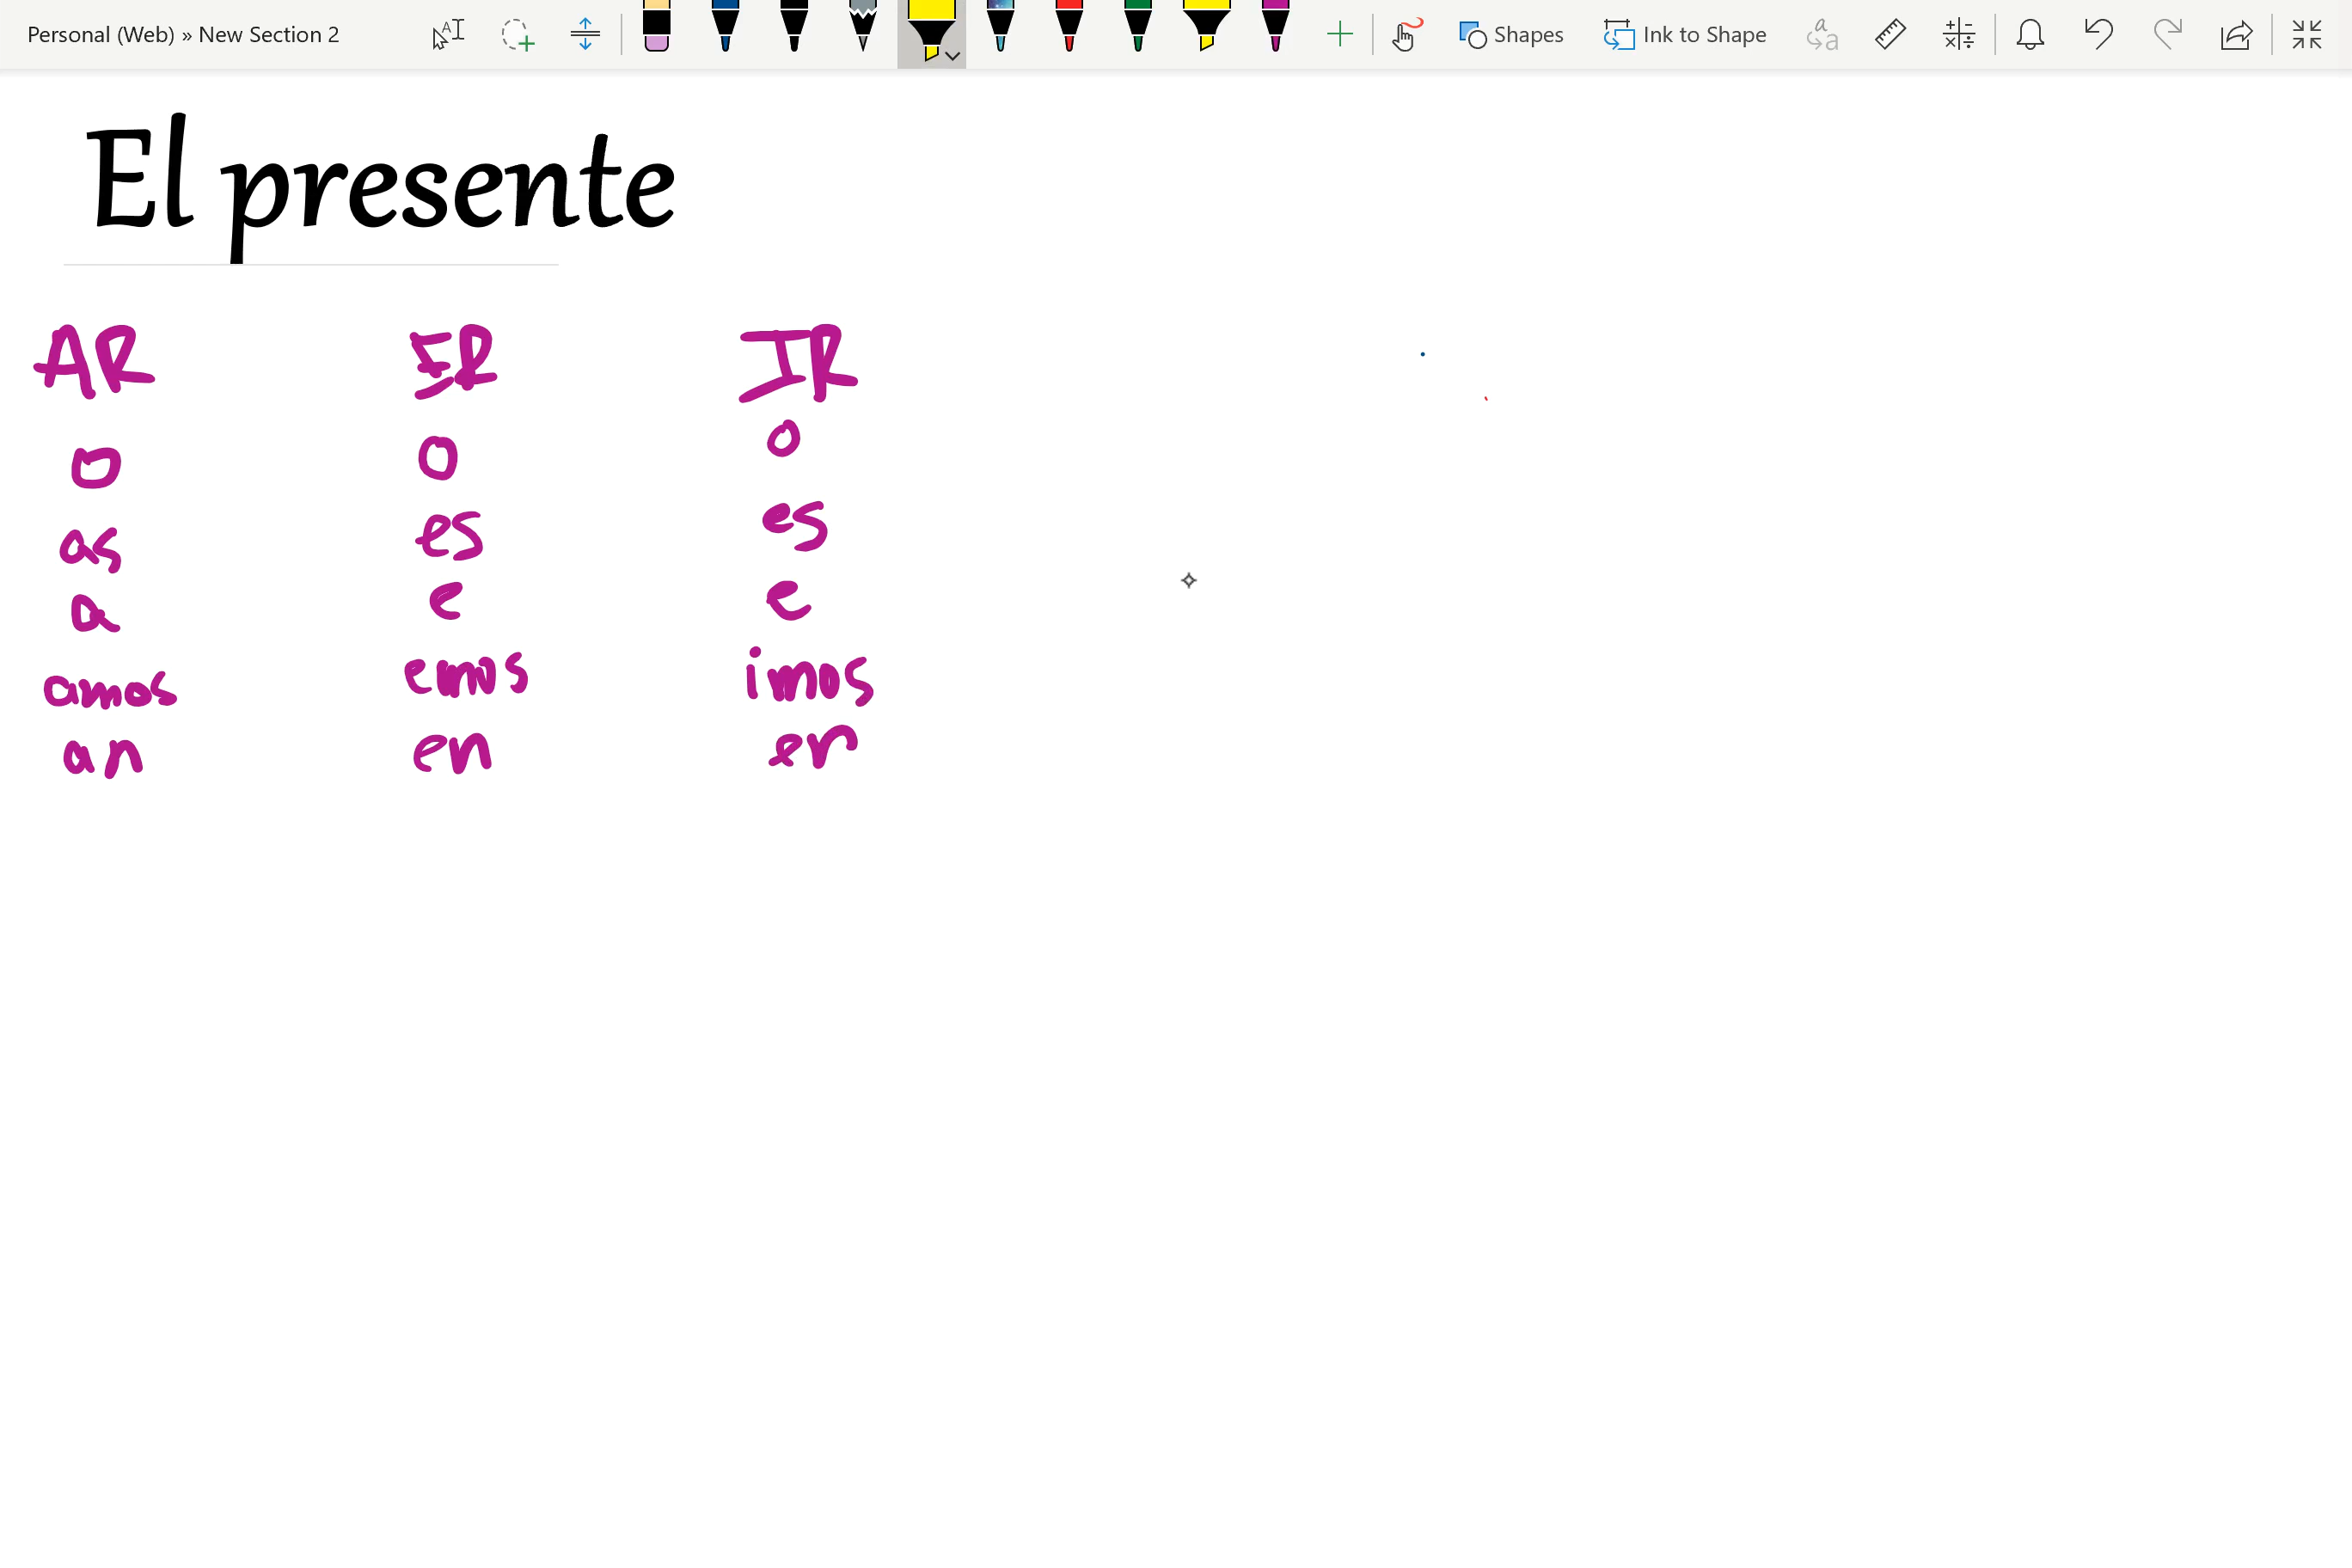 Personal (Web) » New Section 2 Shapes Ink to Shape
El presente
AR ER IR
o o o
as es es
a e e
amos emos imos
an en en